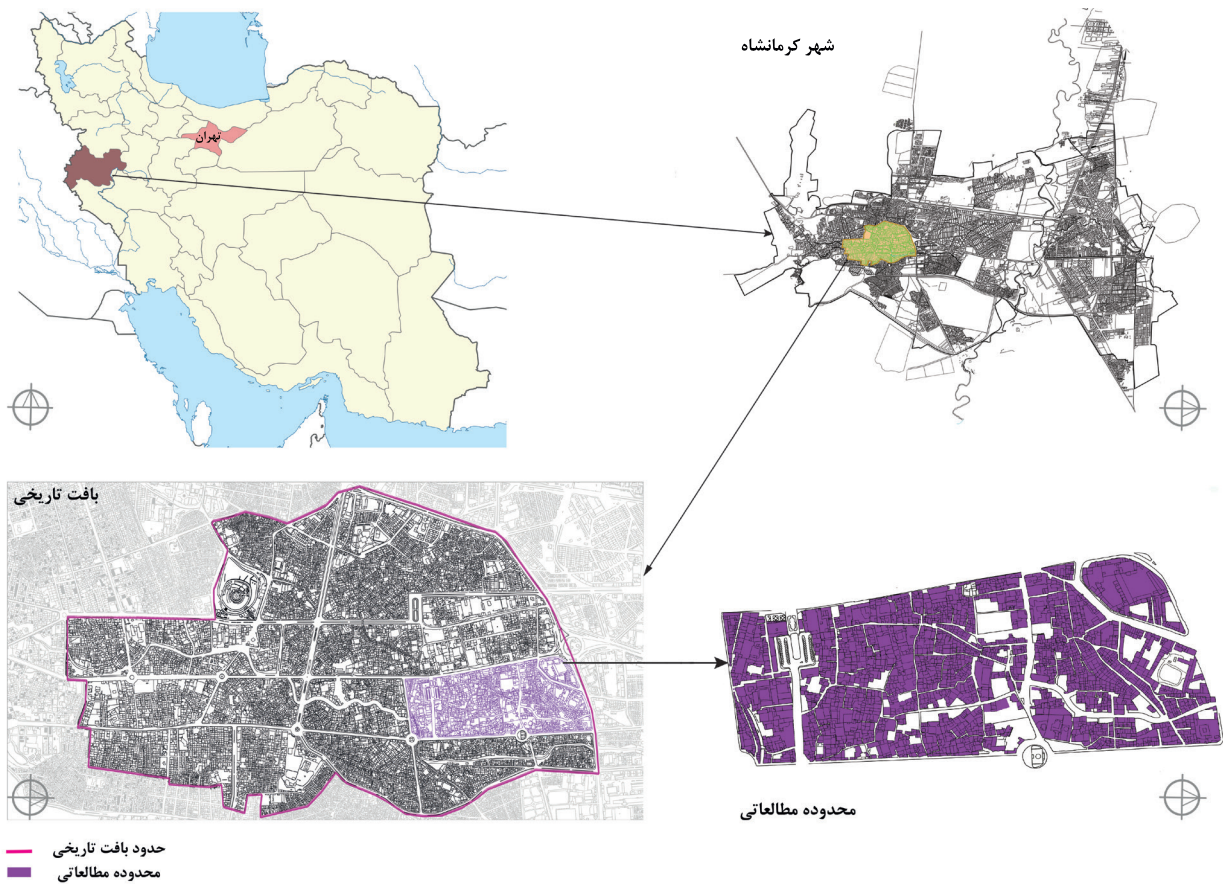 شهر کرمانشاه
تهران
بافت تاریخی
محدوده مطالعاتی
حدود بافت تاریخی
محدوده مطالعاتی